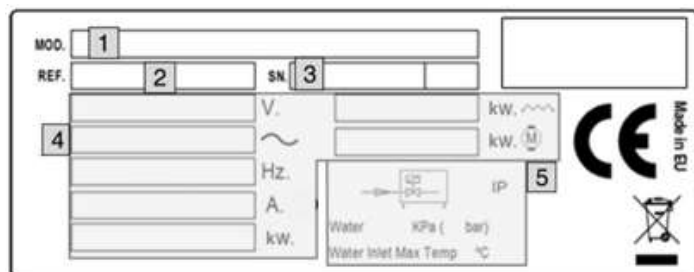 MOD. 1
REF. 2 SN. 3
4 V. kw.
kw. M
Hz. 5
IP
A.
Water KPa ( bar)
kw. Water Inlet Max Temp °C
CE Made in EU